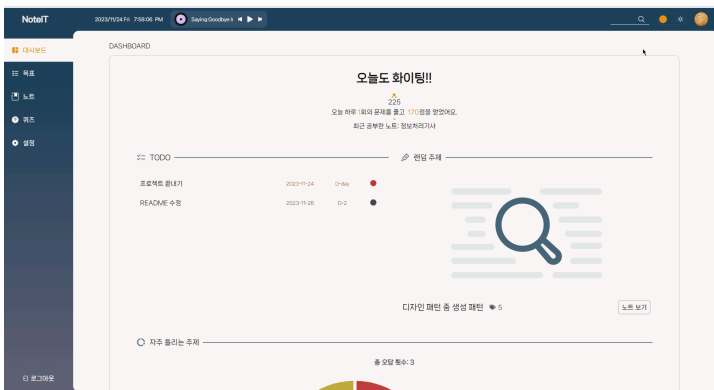 NoteIT
2023/11/24 Fri 7:58:06 PM
Saying Goodbye is
대시보드
목표
노트
퀴즈
설정
로그아웃
DASHBOARD
오늘도 화이팅!!
225
오늘 하루 1회의 문제를 풀고 170점을 얻었어요.
최근 공부한 노트: 정보처리기사
TODO
프로젝트 끝내기 2023-11-24 D-day
README 수정 2023-11-26 D-2
랜덤 주제
디자인 패턴 중 생성 패턴 5
노트 보기
자주 틀리는 주제
총 오답 횟수: 3